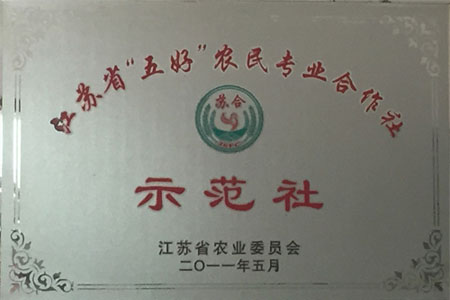 江苏省“五好”农民专业合作社
苏合
示范社
江苏省农业委员会
二〇一一年五月